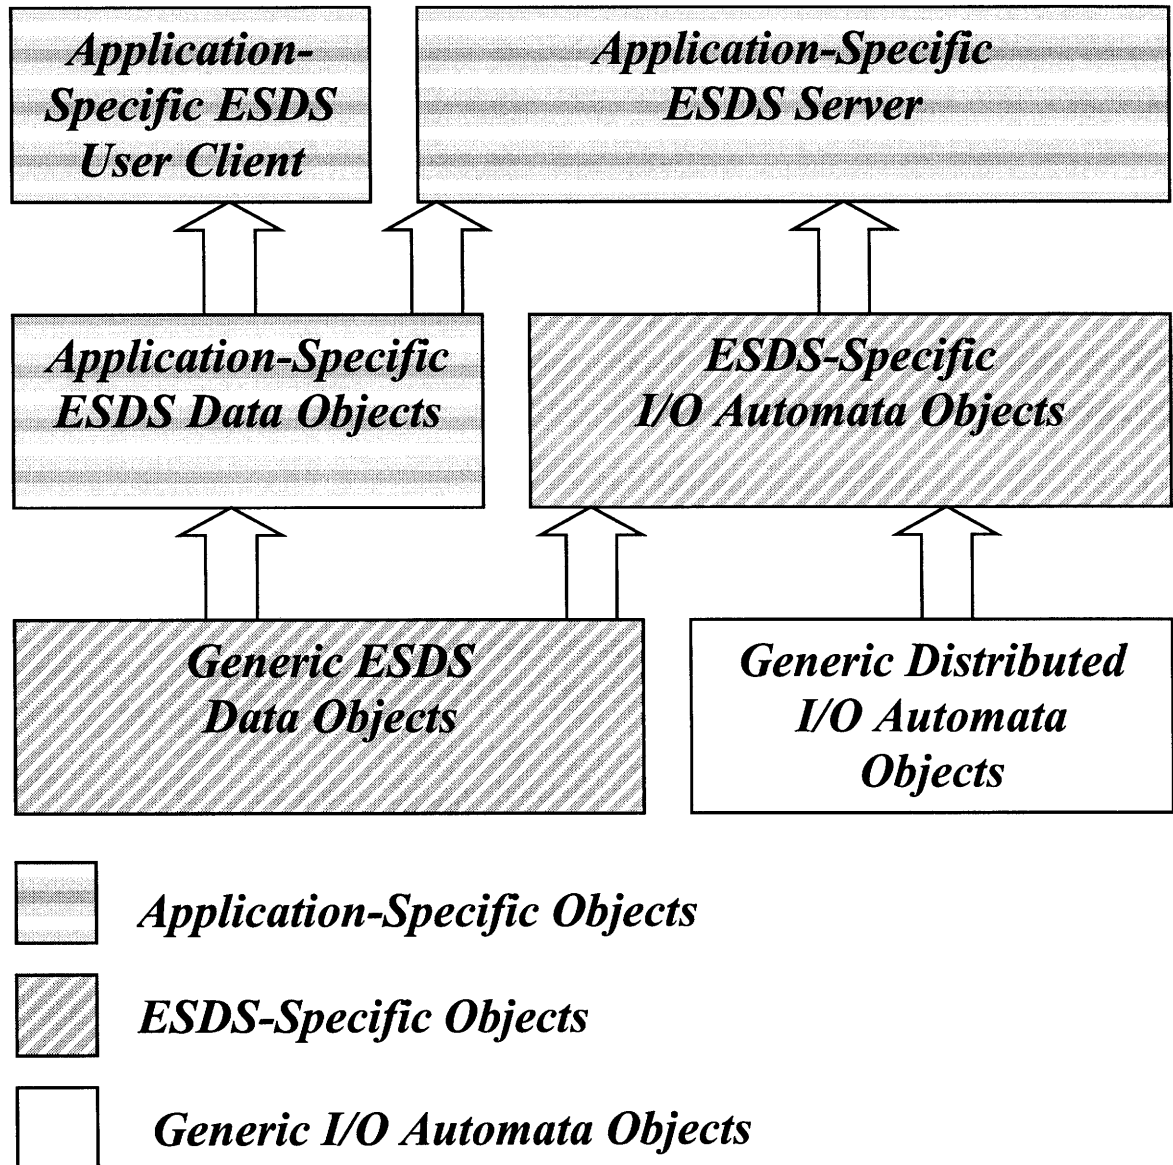 Application-
Specific ESDS
User Client
Application-Specific
ESDS Server
Application-Specific
ESDS Data Objects
ESDS-Specific
I/O Automata Objects
Generic ESDS
Data Objects
Generic Distributed
I/O Automata
Objects
Application-Specific Objects
ESDS-Specific Objects
Generic I/O Automata Objects